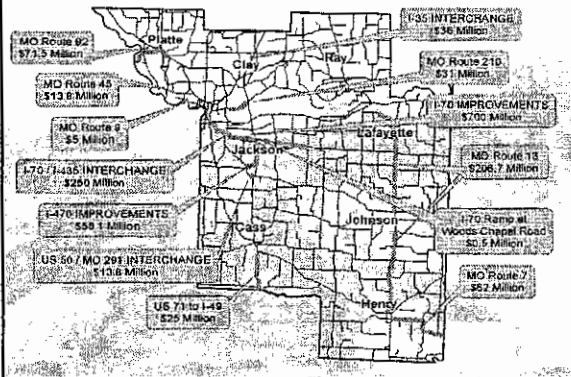 I-35 INTERCHANGE
$36 Million
MO Route 92
$71.5 Million
Platte
Clay
Ray
MO Route 210
$31 Million
MO Route 45
$13.8 Million
I-70 IMPROVEMENTS
$700 Million
MO Route 9
$5 Million
Lafayette
Jackson
MO Route 13
$206.7 Million
I-70 / I-435 INTERCHANGE
$250 Million
I-470 IMPROVEMENTS
Million
Johnson
I-70 Ramp at
Woods Chapel Road
$0.5 Million
Cass
US 50 / MO 291 INTERCHANGE
$13.8 Million
MO Route 7
$52 Million
US 71 to I-49
$25 Million
Henry